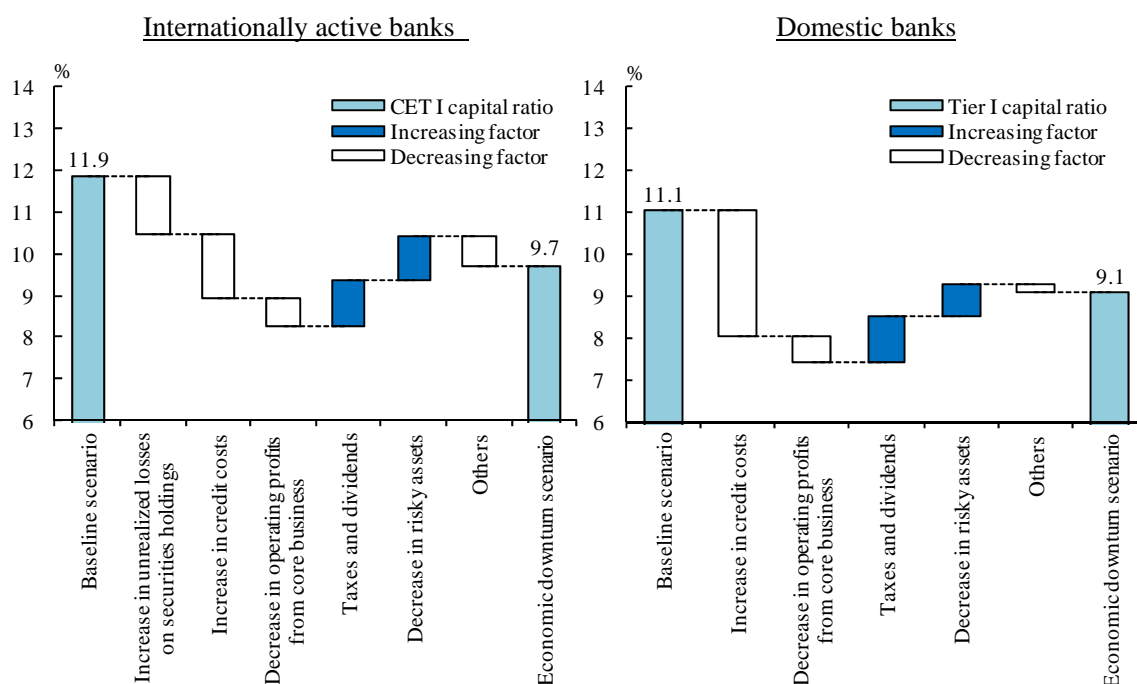 Internationally active banks
%
14
13
12
11
10
9
8
7
6
CET I capital ratio
Increasing factor
Decreasing factor
11.9
9.7
Baseline scenario
Increase in unrealized losses
on securities holdings
Increase in credit costs
Decrease in operating profits
from core business
Taxes and dividends
Decrease in risky assets
Others
Economic downturn scenario
Domestic banks
%
14
13
12
11
10
9
8
7
6
Tier I capital ratio
Increasing factor
Decreasing factor
11.1
9.1
Baseline scenario
Increase in credit costs
Decrease in operating profits
from core business
Taxes and dividends
Decrease in risky assets
Others
Economic downturn scenario